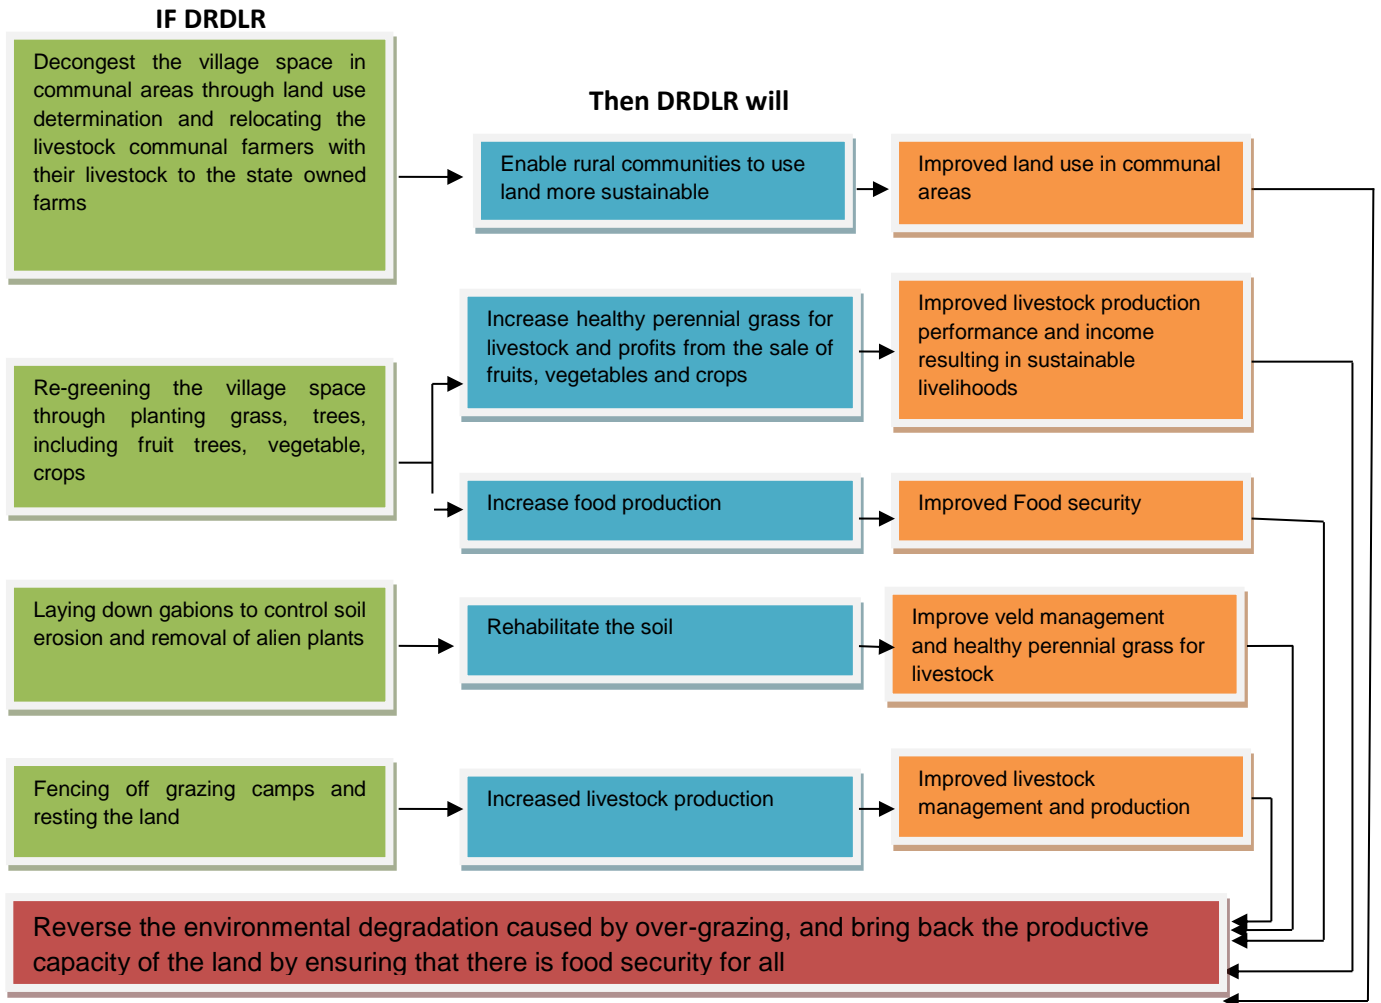 IF DRDLR
Decongest the village space in
communal areas through land use
determination and relocating the
livestock communal farmers with
their livestock to the state owned
farms
Then DRDLR will
Enable rural communities to use
land more sustainable
Improved land use in communal
areas
Re-greening the village space
through planting grass, trees,
including fruit trees, vegetable,
crops
Increase healthy perennial grass for
livestock and profits from the sale of
fruits, vegetables and crops
Improved livestock production
performance and income
resulting in sustainable
livelihoods
Increase food production
Improved Food security
Laying down gabions to control soil
erosion and removal of alien plants
Rehabilitate the soil
Improve veld management
and healthy perennial grass for
livestock
Fencing off grazing camps and
resting the land
Increased livestock production
Improved livestock
management and production
Reverse the environmental degradation caused by over-grazing, and bring back the productive
capacity of the land by ensuring that there is food security for all